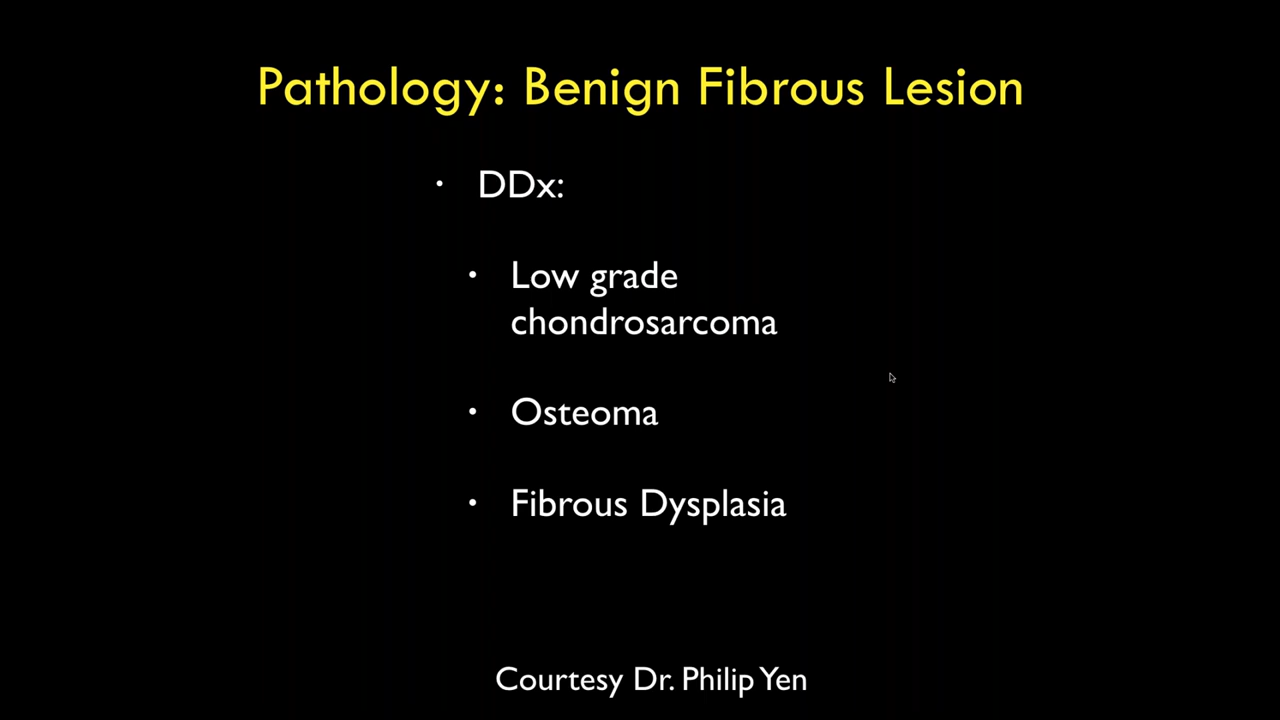 Pathology: Benign Fibrous Lesion
• DDx:
• Low grade
chondrosarcoma
• Osteoma
• Fibrous Dysplasia
Courtesy Dr. Philip Yen